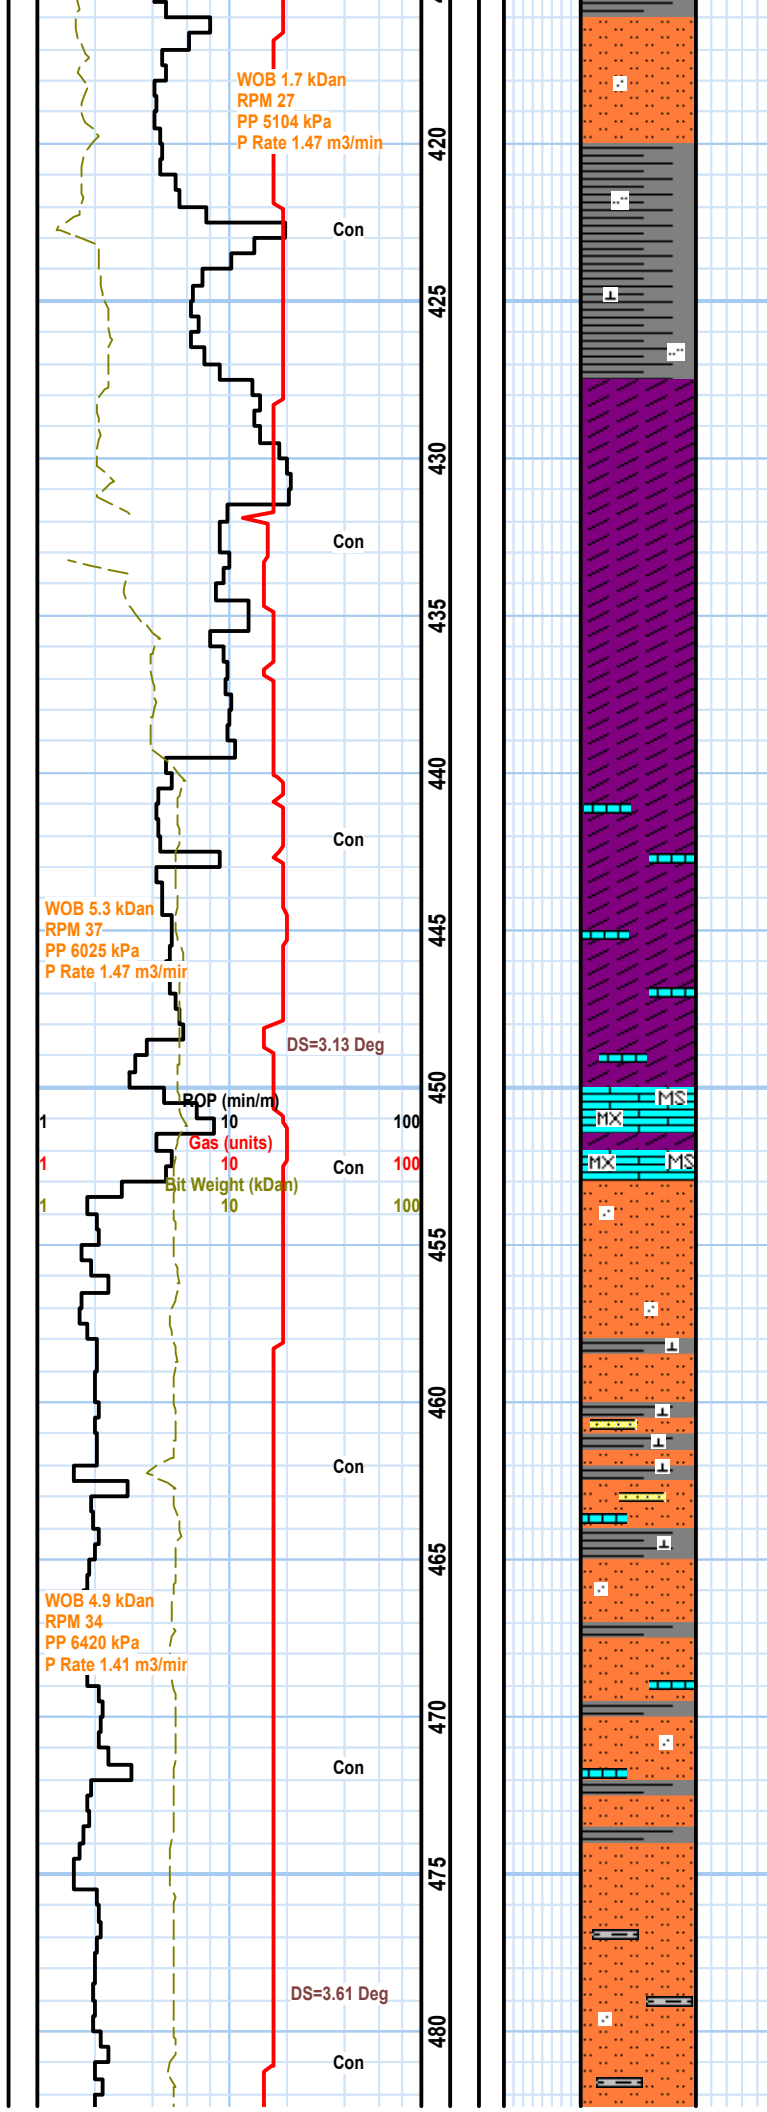 WOB 1.7 kDan
RPM 27
PP 5104 kPa
P Rate 1.47 m3/min
420
Con
425
430
Con
435
440
Con
WOB 5.3 kDan
RPM 37
PP 6025 kPa
P Rate 1.47 m3/min
445
DS=3.13 Deg
450
MS
MX
ROP (min/m)
1 10 100
Gas (units)
1 10 100
Con
MX MS
Bit Weight (kDan)
1 10 100
455
460
Con
465
WOB 4.9 kDan
RPM 34
PP 6420 kPa
P Rate 1.41 m3/min
470
Con
475
DS=3.61 Deg
480
Con